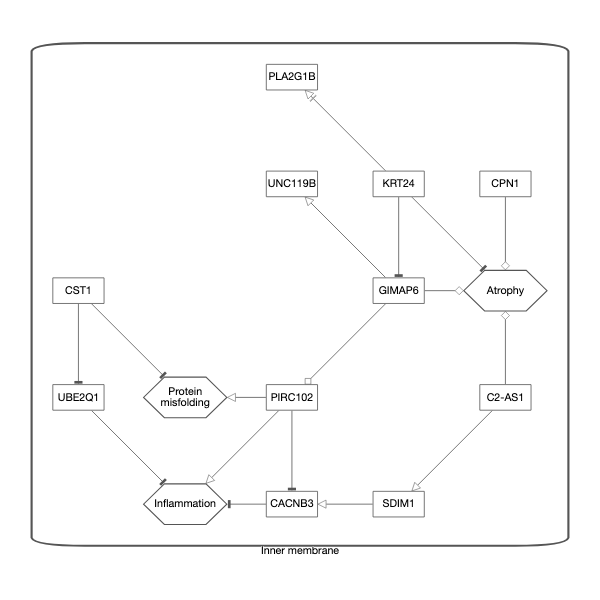 PLA2G1B
UNC119B
KRT24
CPN1
CST1
GIMAP6
Atrophy
UBE2Q1
Protein
misfolding
PIRC102
C2-AS1
Inflammation
CACNB3
SDIM1
Inner membrane